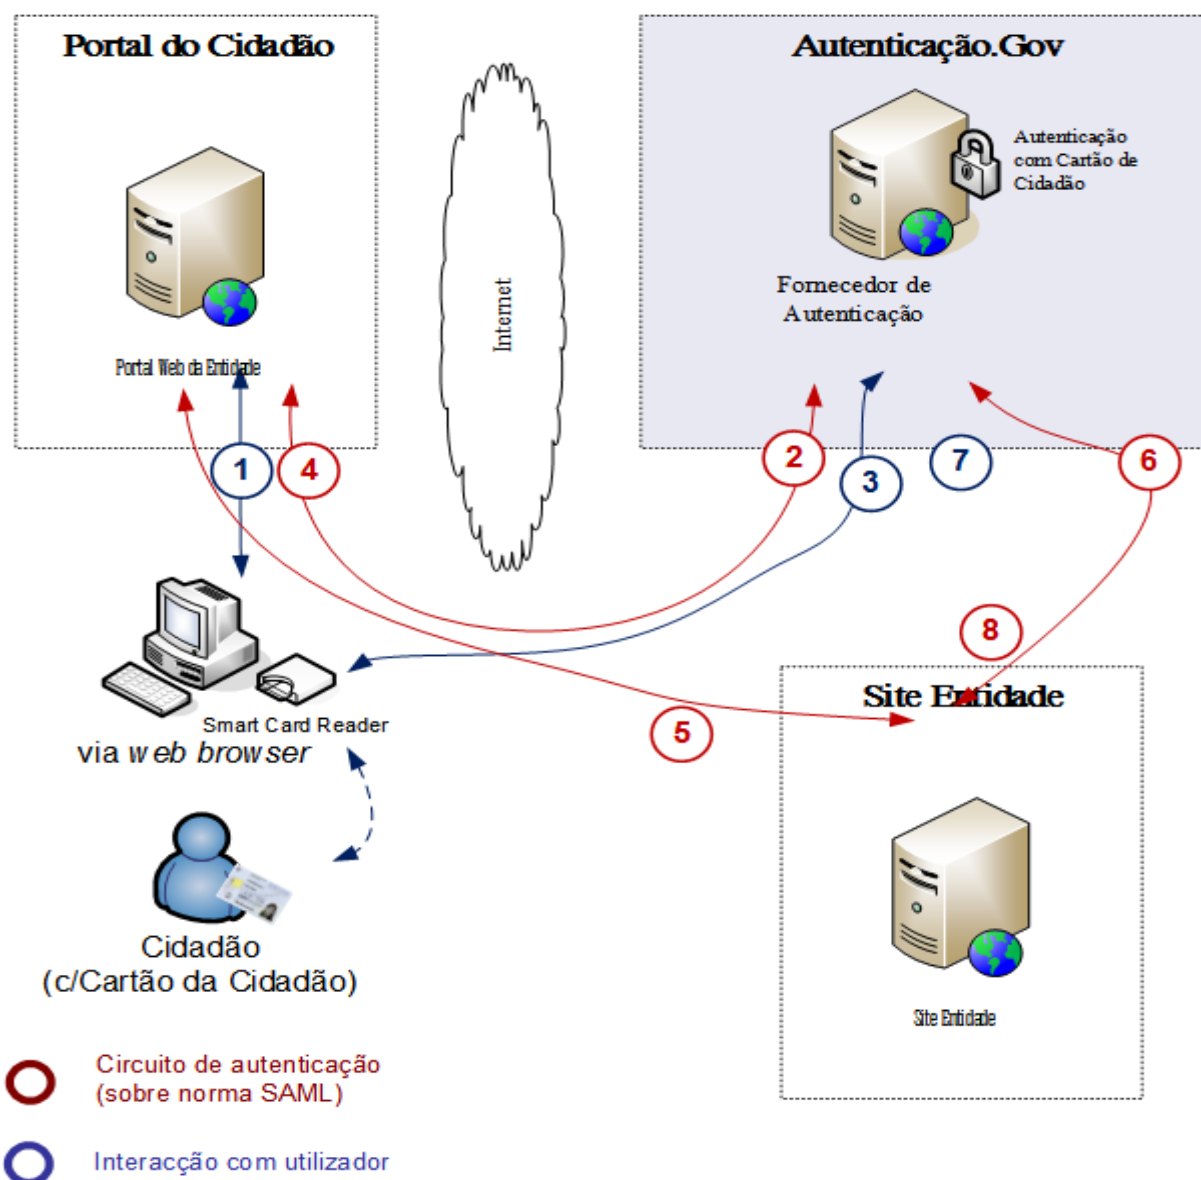 Portal do Cidadão
Autenticação.Gov
Autenticação
com Cartão de
Cidadão
Internet
Fornecedor de
Autenticação
Portal Web da Entidade
1
4
2
3
7
6
8
5
Site Entidade
Smart Card Reader
via web browser
Cidadão
(c/Cartão da Cidadão)
Site Entidade
Circuito de autenticação
(sobre norma SAML)
Interacção com utilizador